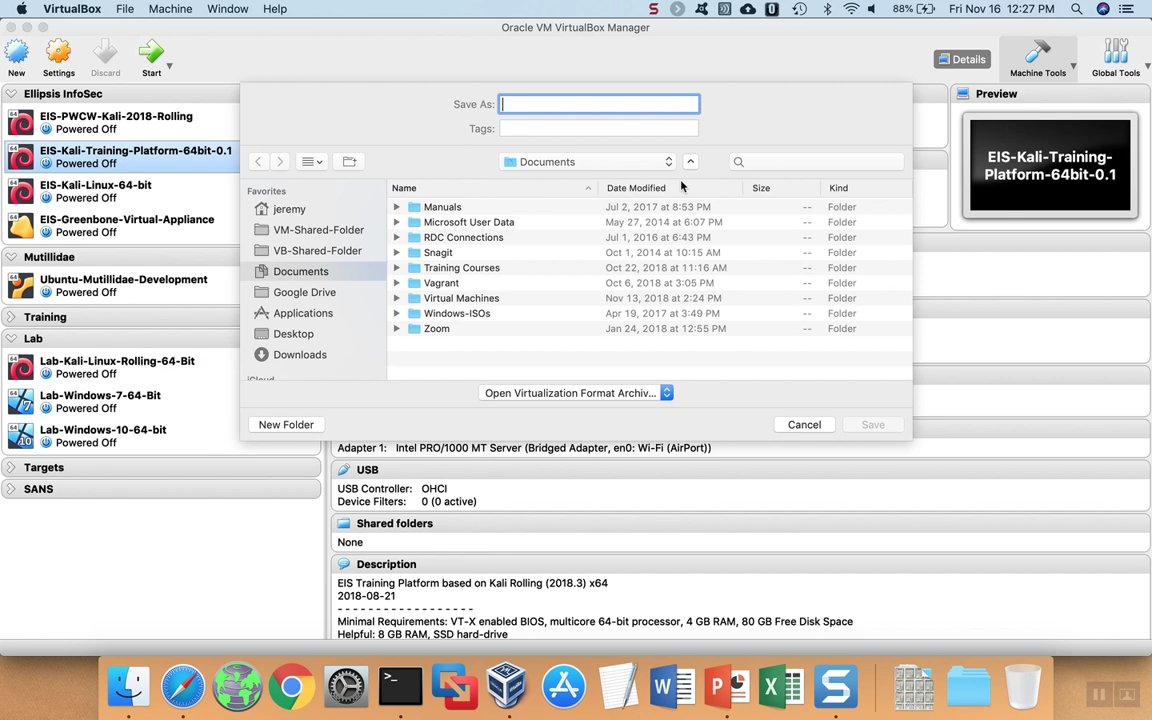 VirtualBox File Machine Window Help 88% Fri Nov 16 12:27 PM
Oracle VM VirtualBox Manager
New Settings Discard Start Details Machine Tools Global Tools
Ellipsis InfoSec
EIS-PWCW-Kali-2018-Rolling
Powered Off
EIS-Kali-Training-Platform-64bit-0.1
Powered Off
EIS-Kali-Linux-64-bit
Powered Off
EIS-Greenbone-Virtual-Appliance
Powered Off
Mutillidae
Ubuntu-Mutillidae-Development
Powered Off
Training
Lab
Lab-Kali-Linux-Rolling-64-Bit
Powered Off
Lab-Windows-7-64-Bit
Powered Off
Lab-Windows-10-64-bit
Powered Off
Targets
SANS
Save As:
Tags:
Documents
Favorites
jeremy
VM-Shared-Folder
VB-Shared-Folder
Documents
Google Drive
Applications
Desktop
Downloads
Name Date Modified Size Kind
Manuals Jul 2, 2017 at 8:53 PM -- Folder
Microsoft User Data May 27, 2014 at 6:07 PM -- Folder
RDC Connections Jul 1, 2016 at 6:43 PM -- Folder
Snagit Oct 1, 2014 at 10:15 AM -- Folder
Training Courses Oct 22, 2018 at 11:16 AM -- Folder
Vagrant Oct 6, 2018 at 3:05 PM -- Folder
Virtual Machines Nov 13, 2018 at 2:24 PM -- Folder
Windows-ISOs Apr 19, 2017 at 3:49 PM -- Folder
Zoom Jan 24, 2018 at 12:55 PM -- Folder
Open Virtualization Format Archiv...
New Folder Cancel Save
Preview
EIS-Kali-Training-
Platform-64bit-0.1
Adapter 1: Intel PRO/1000 MT Server (Bridged Adapter, en0: Wi-Fi (AirPort))
USB
USB Controller: OHCI
Device Filters: 0 (0 active)
Shared folders
None
Description
EIS Training Platform based on Kali Rolling (2018.3) x64
2018-08-21
- - - - - - - - - - - - - - - - - -
Minimal Requirements: VT-X enabled BIOS, multicore 64-bit processor, 4 GB RAM, 80 GB Free Disk Space
Helpful: 8 GB RAM, SSD hard-drive